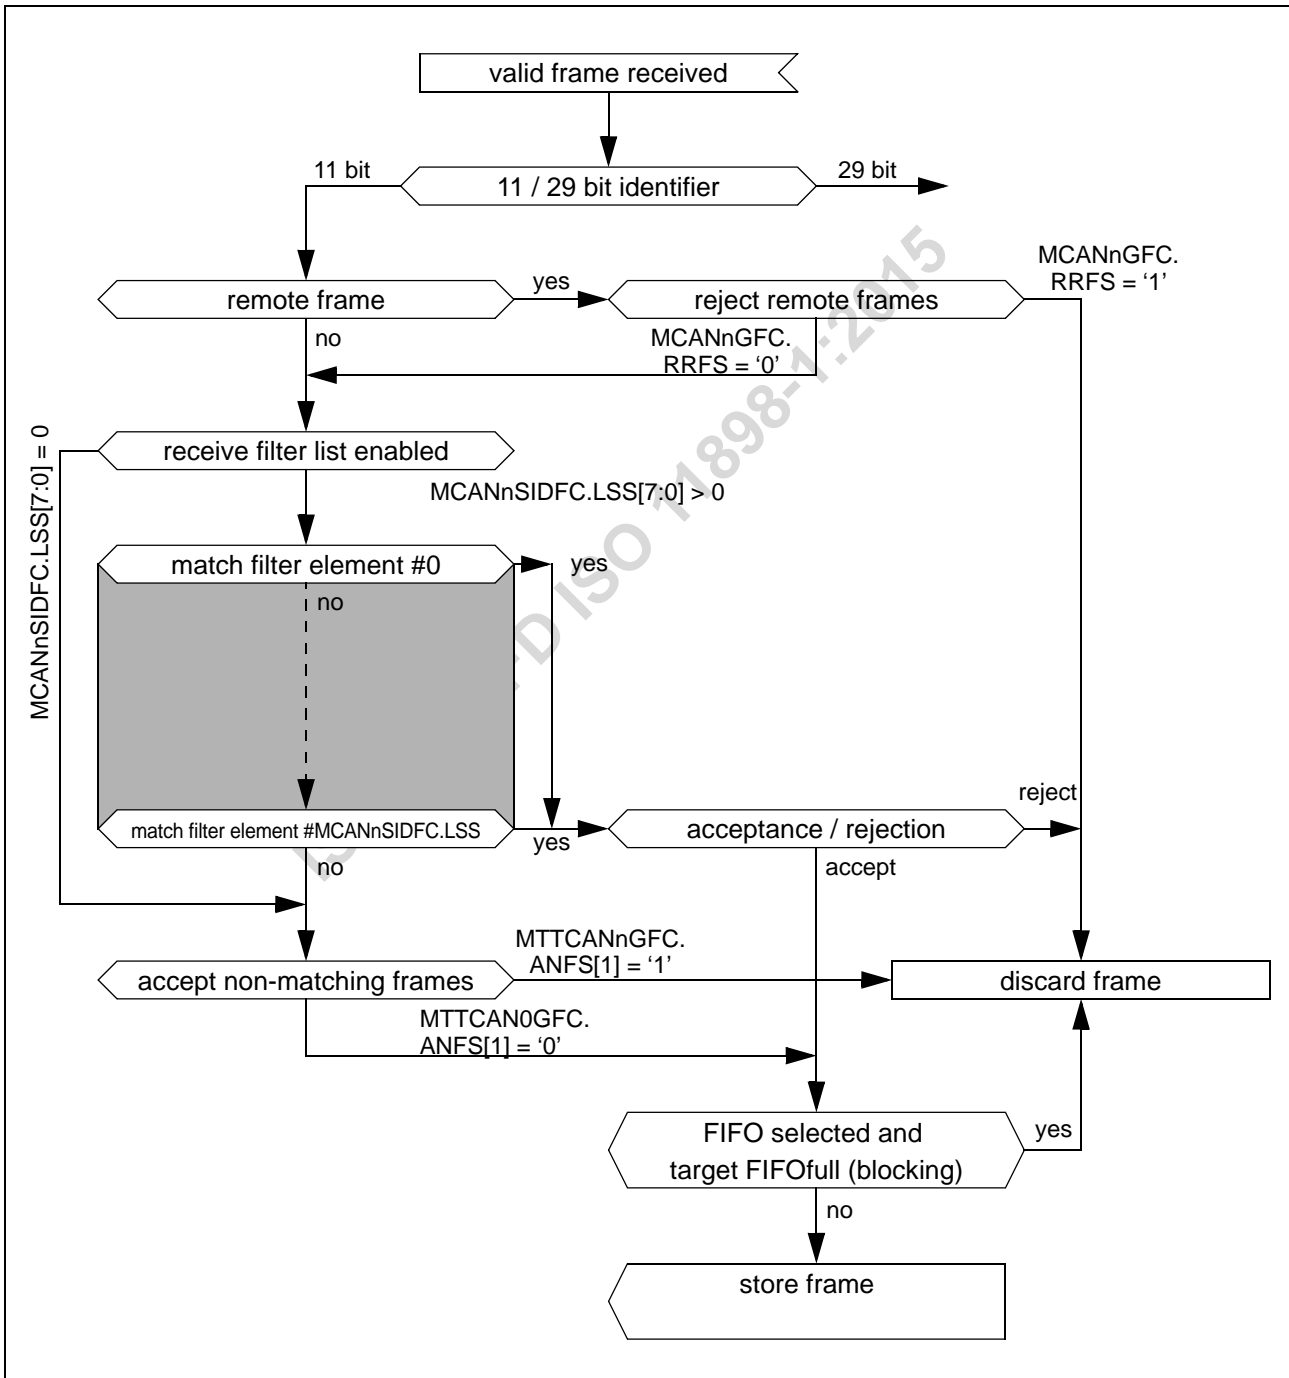 valid frame received
11 bit
11 / 29 bit identifier
29 bit
remote frame
yes
reject remote frames
MCANnGFC.
RRFS = ‘1’
no
MCANnGFC.
RRFS = ‘0’
receive filter list enabled
MCANnSIDFC.LSS[7:0] = 0
MCANnSIDFC.LSS[7:0] > 0
match filter element #0
yes
no
match filter element #MCANnSIDFC.LSS
yes
acceptance / rejection
reject
no
accept
accept non-matching frames
MTTCANnGFC.
ANFS[1] = ‘1’
discard frame
MTTCAN0GFC.
ANFS[1] = ‘0’
FIFO selected and
target FIFOfull (blocking)
yes
no
store frame
D ISO 11898-1:2015